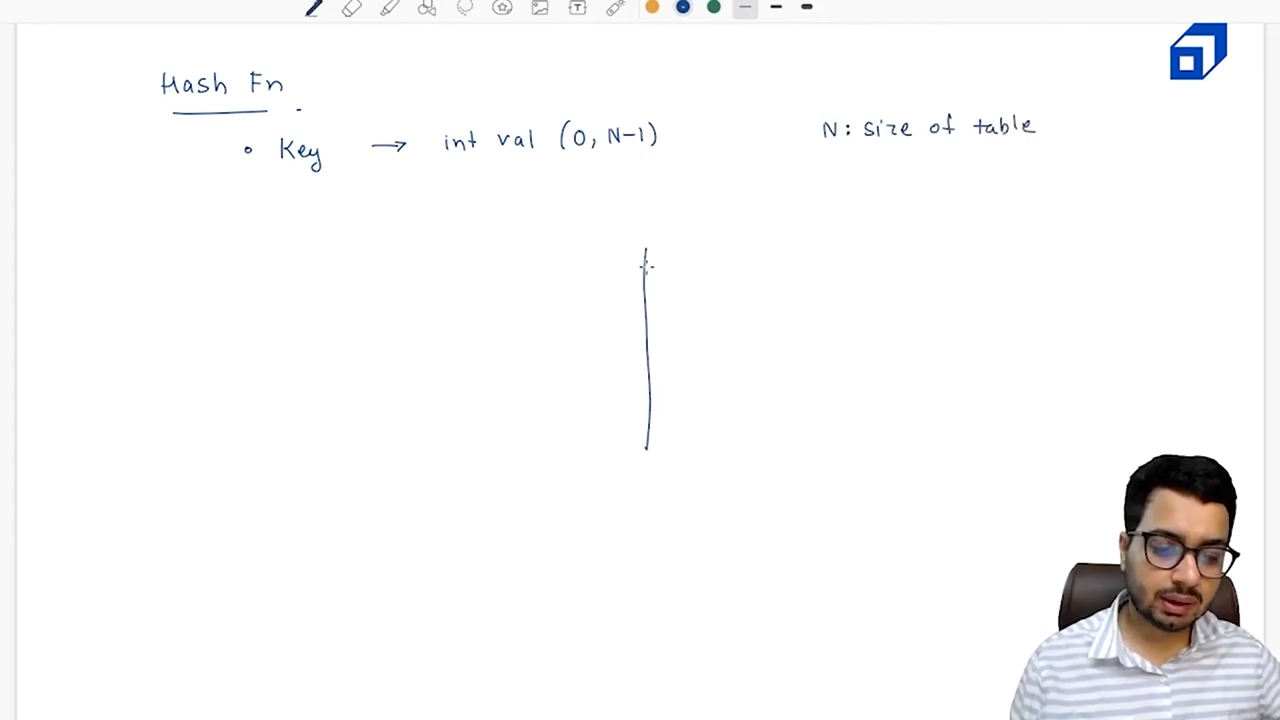 Hash Fn
• Key → int val (0, N-1)
N: size of table